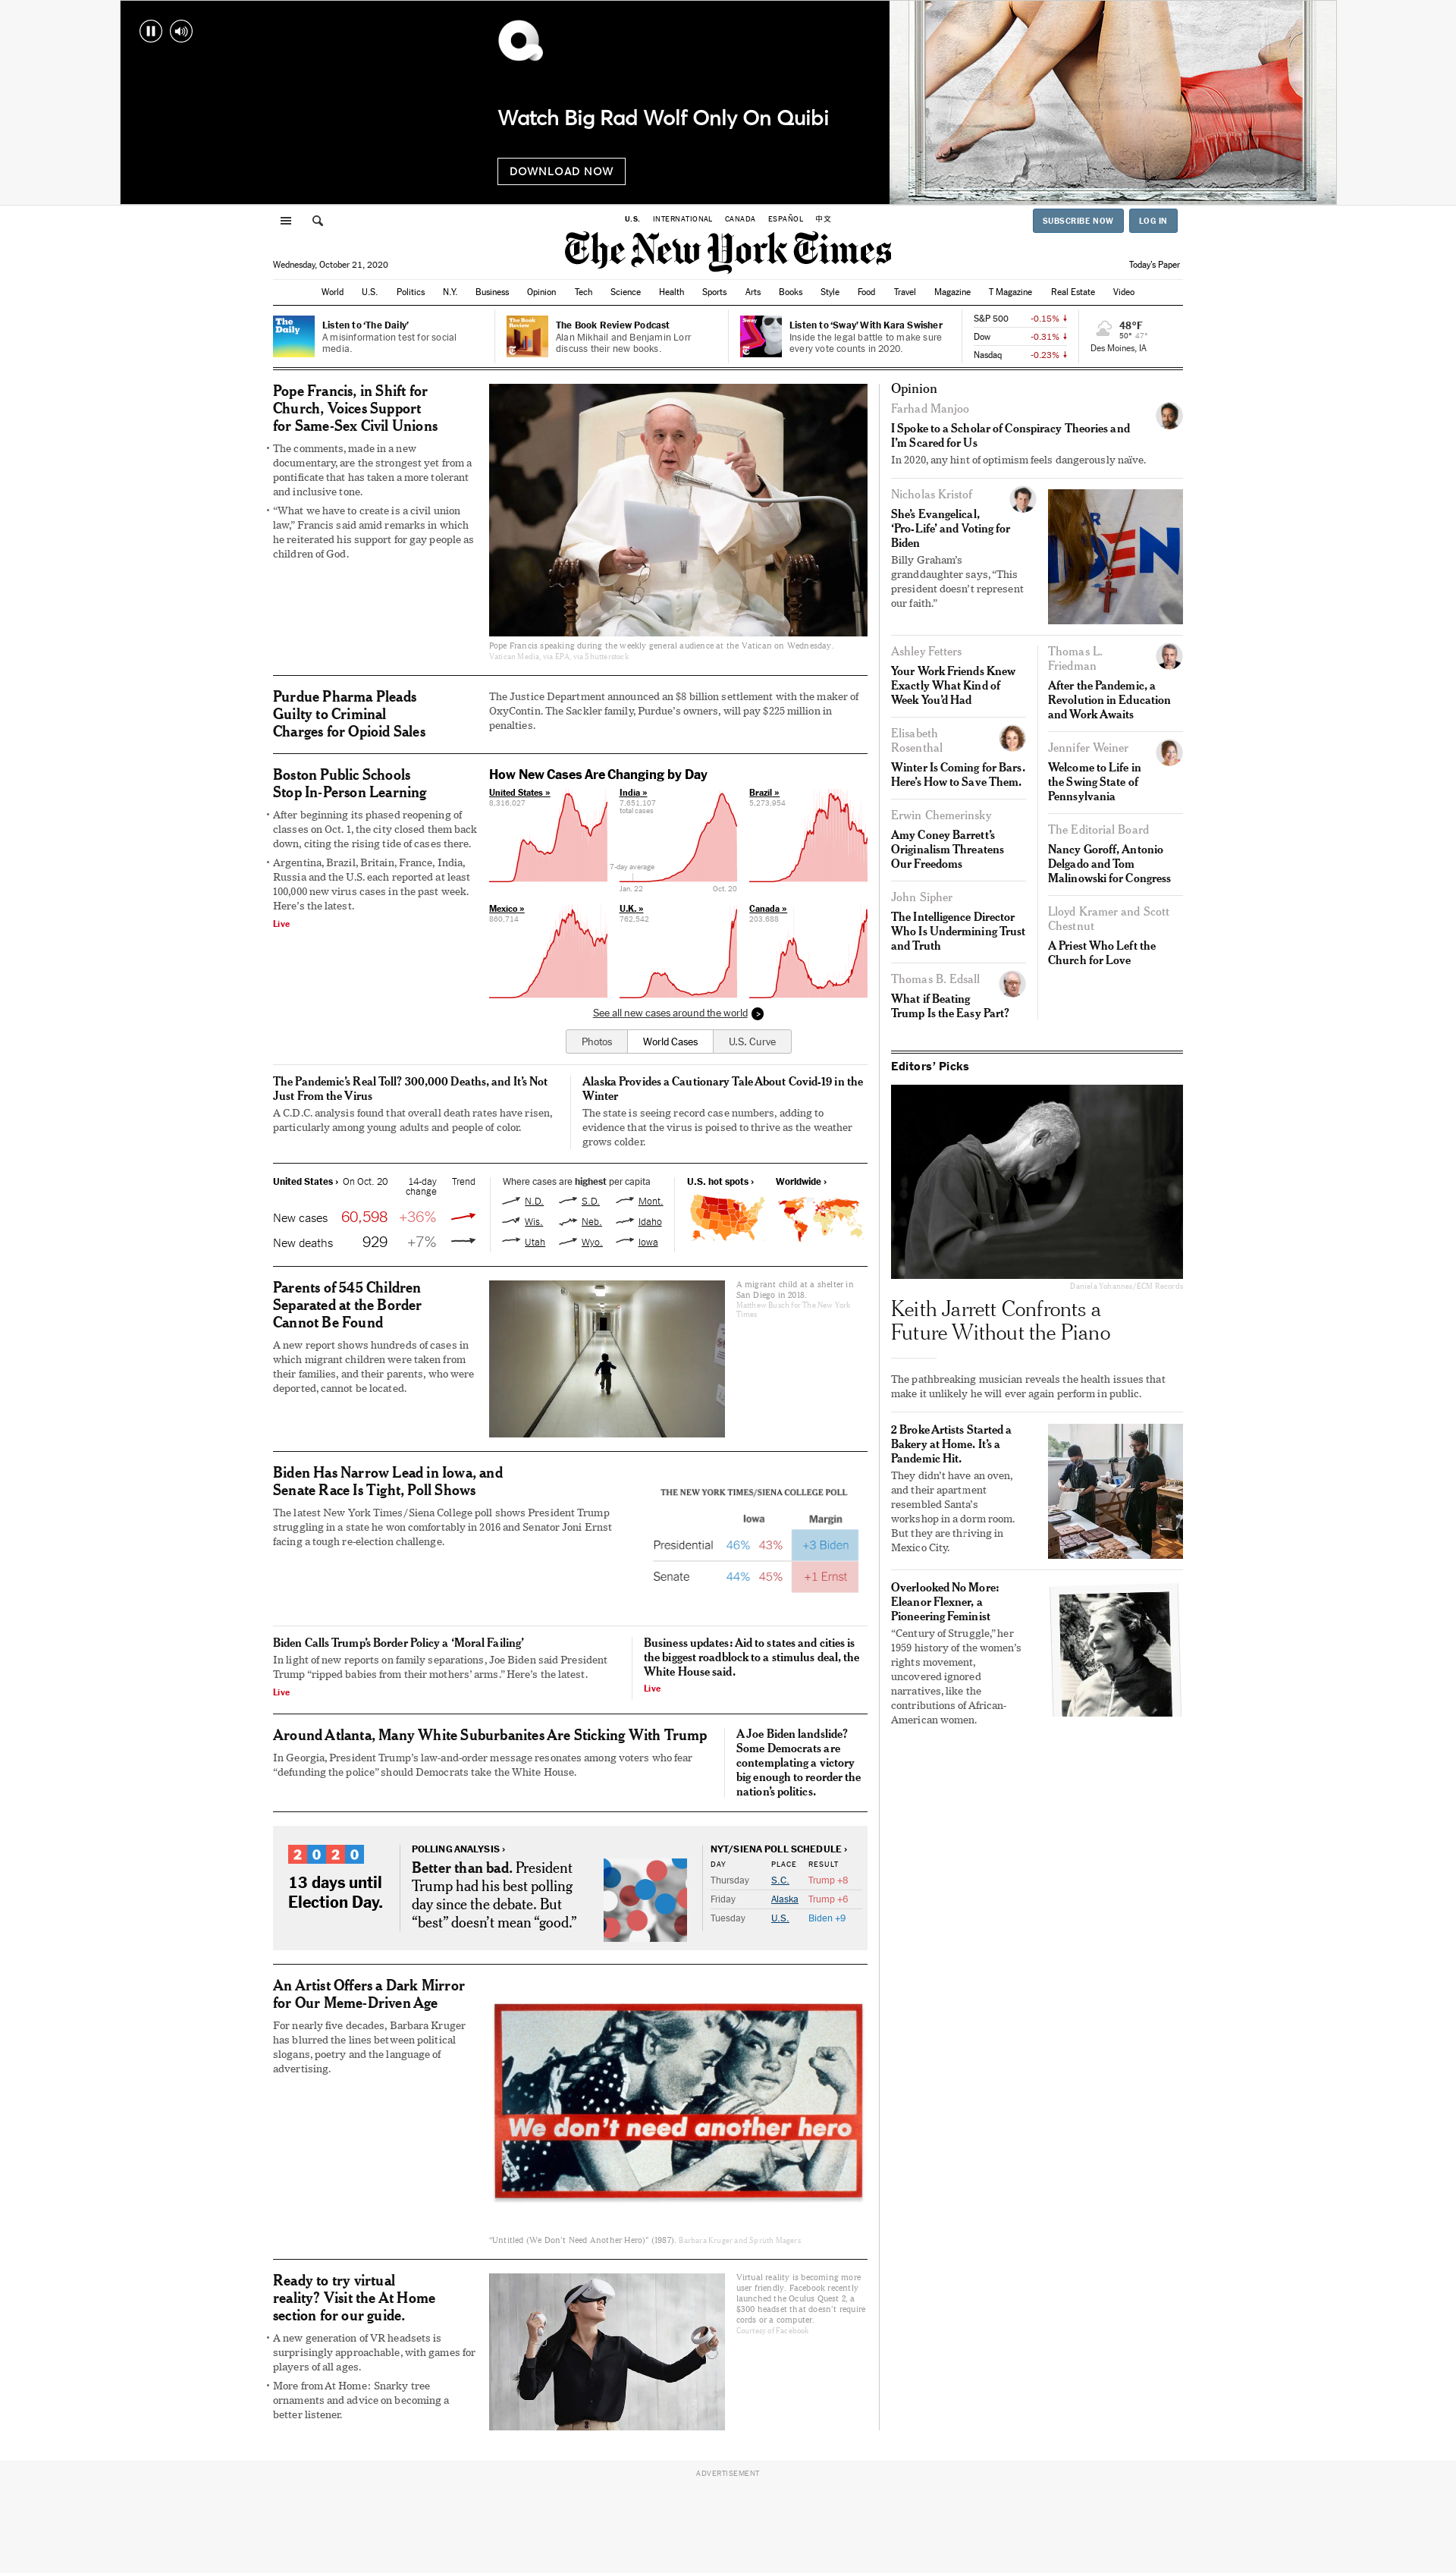 Watch Big Rad Wolf Only On Quibi
DOWNLOAD NOW
U.S. INTERNATIONAL CANADA ESPAÑOL 中文
SUBSCRIBE NOW LOG IN
The New York Times
Wednesday, October 21, 2020
Today's Paper
World U.S. Politics N.Y. Business Opinion Tech Science Health Sports Arts Books Style Food Travel Magazine T Magazine Real Estate Video
The Daily
Listen to ‘The Daily’
A misinformation test for social
media.
The Book Review
The Book Review Podcast
Alan Mikhail and Benjamin Lorr
discuss their new books.
Sway
Listen to ‘Sway’ With Kara Swisher
Inside the legal battle to make sure
every vote counts in 2020.
S&P 500 -0.15%
Dow -0.31%
Nasdaq -0.23%
48°F
50° 47°
Des Moines, IA
Pope Francis, in Shift for
Church, Voices Support
for Same-Sex Civil Unions
• The comments, made in a new
documentary, are the strongest yet from a
pontificate that has taken a more tolerant
and inclusive tone.
• “What we have to create is a civil union
law,” Francis said amid remarks in which
he reiterated his support for gay people as
children of God.
Pope Francis speaking during the weekly general audience at the Vatican on Wednesday.
Vatican Media, via EPA, via Shutterstock
Purdue Pharma Pleads
Guilty to Criminal
Charges for Opioid Sales
The Justice Department announced an $8 billion settlement with the maker of
OxyContin. The Sackler family, Purdue’s owners, will pay $225 million in
penalties.
Boston Public Schools
Stop In-Person Learning
• After beginning its phased reopening of
classes on Oct. 1, the city closed them back
down, citing the rising tide of cases there.
• Argentina, Brazil, Britain, France, India,
Russia and the U.S. each reported at least
100,000 new virus cases in the past week.
Here’s the latest.
Live
How New Cases Are Changing by Day
United States »
8,316,027
India »
7,651,107
total cases
Brazil »
5,273,954
7-day average
Jan. 22 Oct. 20
Mexico »
860,714
U.K. »
762,542
Canada »
203,688
See all new cases around the world
Photos World Cases U.S. Curve
The Pandemic’s Real Toll? 300,000 Deaths, and It’s Not
Just From the Virus
A C.D.C. analysis found that overall death rates have risen,
particularly among young adults and people of color.
Alaska Provides a Cautionary Tale About Covid-19 in the
Winter
The state is seeing record case numbers, adding to
evidence that the virus is poised to thrive as the weather
grows colder.
United States › On Oct. 20 14-day
change Trend
New cases 60,598 +36%
New deaths 929 +7%
Where cases are highest per capita
N.D. S.D. Mont.
Wis. Neb. Idaho
Utah Wyo. Iowa
U.S. hot spots ›
Worldwide ›
Parents of 545 Children
Separated at the Border
Cannot Be Found
A new report shows hundreds of cases in
which migrant children were taken from
their families, and their parents, who were
deported, cannot be located.
A migrant child at a shelter in
San Diego in 2018.
Matthew Busch for The New York
Times
Biden Has Narrow Lead in Iowa, and
Senate Race Is Tight, Poll Shows
The latest New York Times/Siena College poll shows President Trump
struggling in a state he won comfortably in 2016 and Senator Joni Ernst
facing a tough re-election challenge.
THE NEW YORK TIMES/SIENA COLLEGE POLL
Iowa Margin
Presidential 46% 43% +3 Biden
Senate 44% 45% +1 Ernst
Biden Calls Trump’s Border Policy a ‘Moral Failing’
In light of new reports on family separations, Joe Biden said President
Trump “ripped babies from their mothers’ arms.” Here’s the latest.
Live
Business updates: Aid to states and cities is
the biggest roadblock to a stimulus deal, the
White House said.
Live
Around Atlanta, Many White Suburbanites Are Sticking With Trump
In Georgia, President Trump’s law-and-order message resonates among voters who fear
“defunding the police” should Democrats take the White House.
A Joe Biden landslide?
Some Democrats are
contemplating a victory
big enough to reorder the
nation’s politics.
2020
13 days until
Election Day.
POLLING ANALYSIS ›
Better than bad. President
Trump had his best polling
day since the debate. But
“best” doesn’t mean “good.”
NYT/SIENA POLL SCHEDULE ›
DAY PLACE RESULT
Thursday S.C. Trump +8
Friday Alaska Trump +6
Tuesday U.S. Biden +9
An Artist Offers a Dark Mirror
for Our Meme-Driven Age
For nearly five decades, Barbara Kruger
has blurred the lines between political
slogans, poetry and the language of
advertising.
We don't need another hero
“Untitled (We Don’t Need Another Hero)” (1987). Barbara Kruger and Sprüth Magers
Ready to try virtual
reality? Visit the At Home
section for our guide.
• A new generation of VR headsets is
surprisingly approachable, with games for
players of all ages.
• More from At Home: Snarky tree
ornaments and advice on becoming a
better listener.
Virtual reality is becoming more
user friendly. Facebook recently
launched the Oculus Quest 2, a
$300 headset that doesn’t require
cords or a computer.
Courtesy of Facebook
Opinion
Farhad Manjoo
I Spoke to a Scholar of Conspiracy Theories and
I’m Scared for Us
In 2020, any hint of optimism feels dangerously naïve.
Nicholas Kristof
She’s Evangelical,
‘Pro-Life’ and Voting for
Biden
Billy Graham’s
granddaughter says, “This
president doesn’t represent
our faith.”
Ashley Fetters
Your Work Friends Knew
Exactly What Kind of
Week You’d Had
Elisabeth
Rosenthal
Winter Is Coming for Bars.
Here’s How to Save Them.
Erwin Chemerinsky
Amy Coney Barrett’s
Originalism Threatens
Our Freedoms
John Sipher
The Intelligence Director
Who Is Undermining Trust
and Truth
Thomas B. Edsall
What if Beating
Trump Is the Easy Part?
Thomas L.
Friedman
After the Pandemic, a
Revolution in Education
and Work Awaits
Jennifer Weiner
Welcome to Life in
the Swing State of
Pennsylvania
The Editorial Board
Nancy Goroff, Antonio
Delgado and Tom
Malinowski for Congress
Lloyd Kramer and Scott
Chestnut
A Priest Who Left the
Church for Love
Editors’ Picks
Daniela Yohannes/ECM Records
Keith Jarrett Confronts a
Future Without the Piano
The pathbreaking musician reveals the health issues that
make it unlikely he will ever again perform in public.
2 Broke Artists Started a
Bakery at Home. It’s a
Pandemic Hit.
They didn’t have an oven,
and their apartment
resembled Santa’s
workshop in a dorm room.
But they are thriving in
Mexico City.
Overlooked No More:
Eleanor Flexner, a
Pioneering Feminist
“Century of Struggle,” her
1959 history of the women’s
rights movement,
uncovered ignored
narratives, like the
contributions of African-
American women.
ADVERTISEMENT